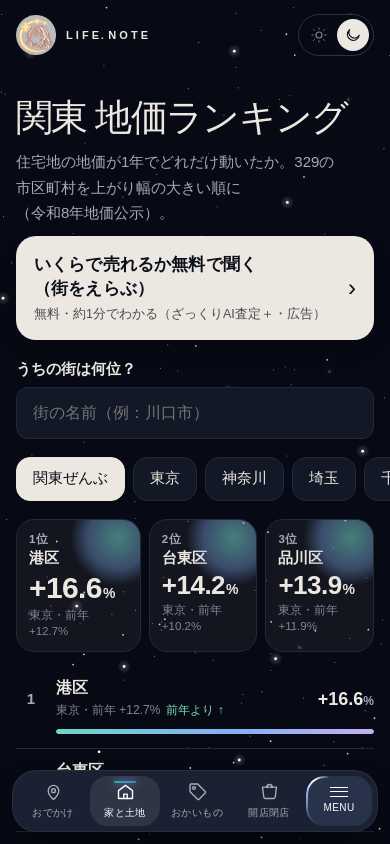 LIFE.NOTE
関東 地価ランキング
住宅地の地価が1年でどれだけ動いたか。329の
市区町村を上がり幅の大きい順に
（令和8年地価公示）。
いくらで売れるか無料で聞く
（街をえらぶ）
›
無料・約1分でわかる（ざっくりAI査定＋・広告）
うちの街は何位？
街の名前（例：川口市）
関東ぜんぶ 東京 神奈川 埼玉
1位 2位 3位
港区 台東区 品川区
+16.6% +14.2% +13.9%
東京・前年 東京・前年 東京・前年
+12.7% +10.2% +11.9%
1 港区 +16.6%
東京・前年 +12.7% 前年より ↑
台東区
おでかけ 家と土地 おかいもの 開店閉店 MENU